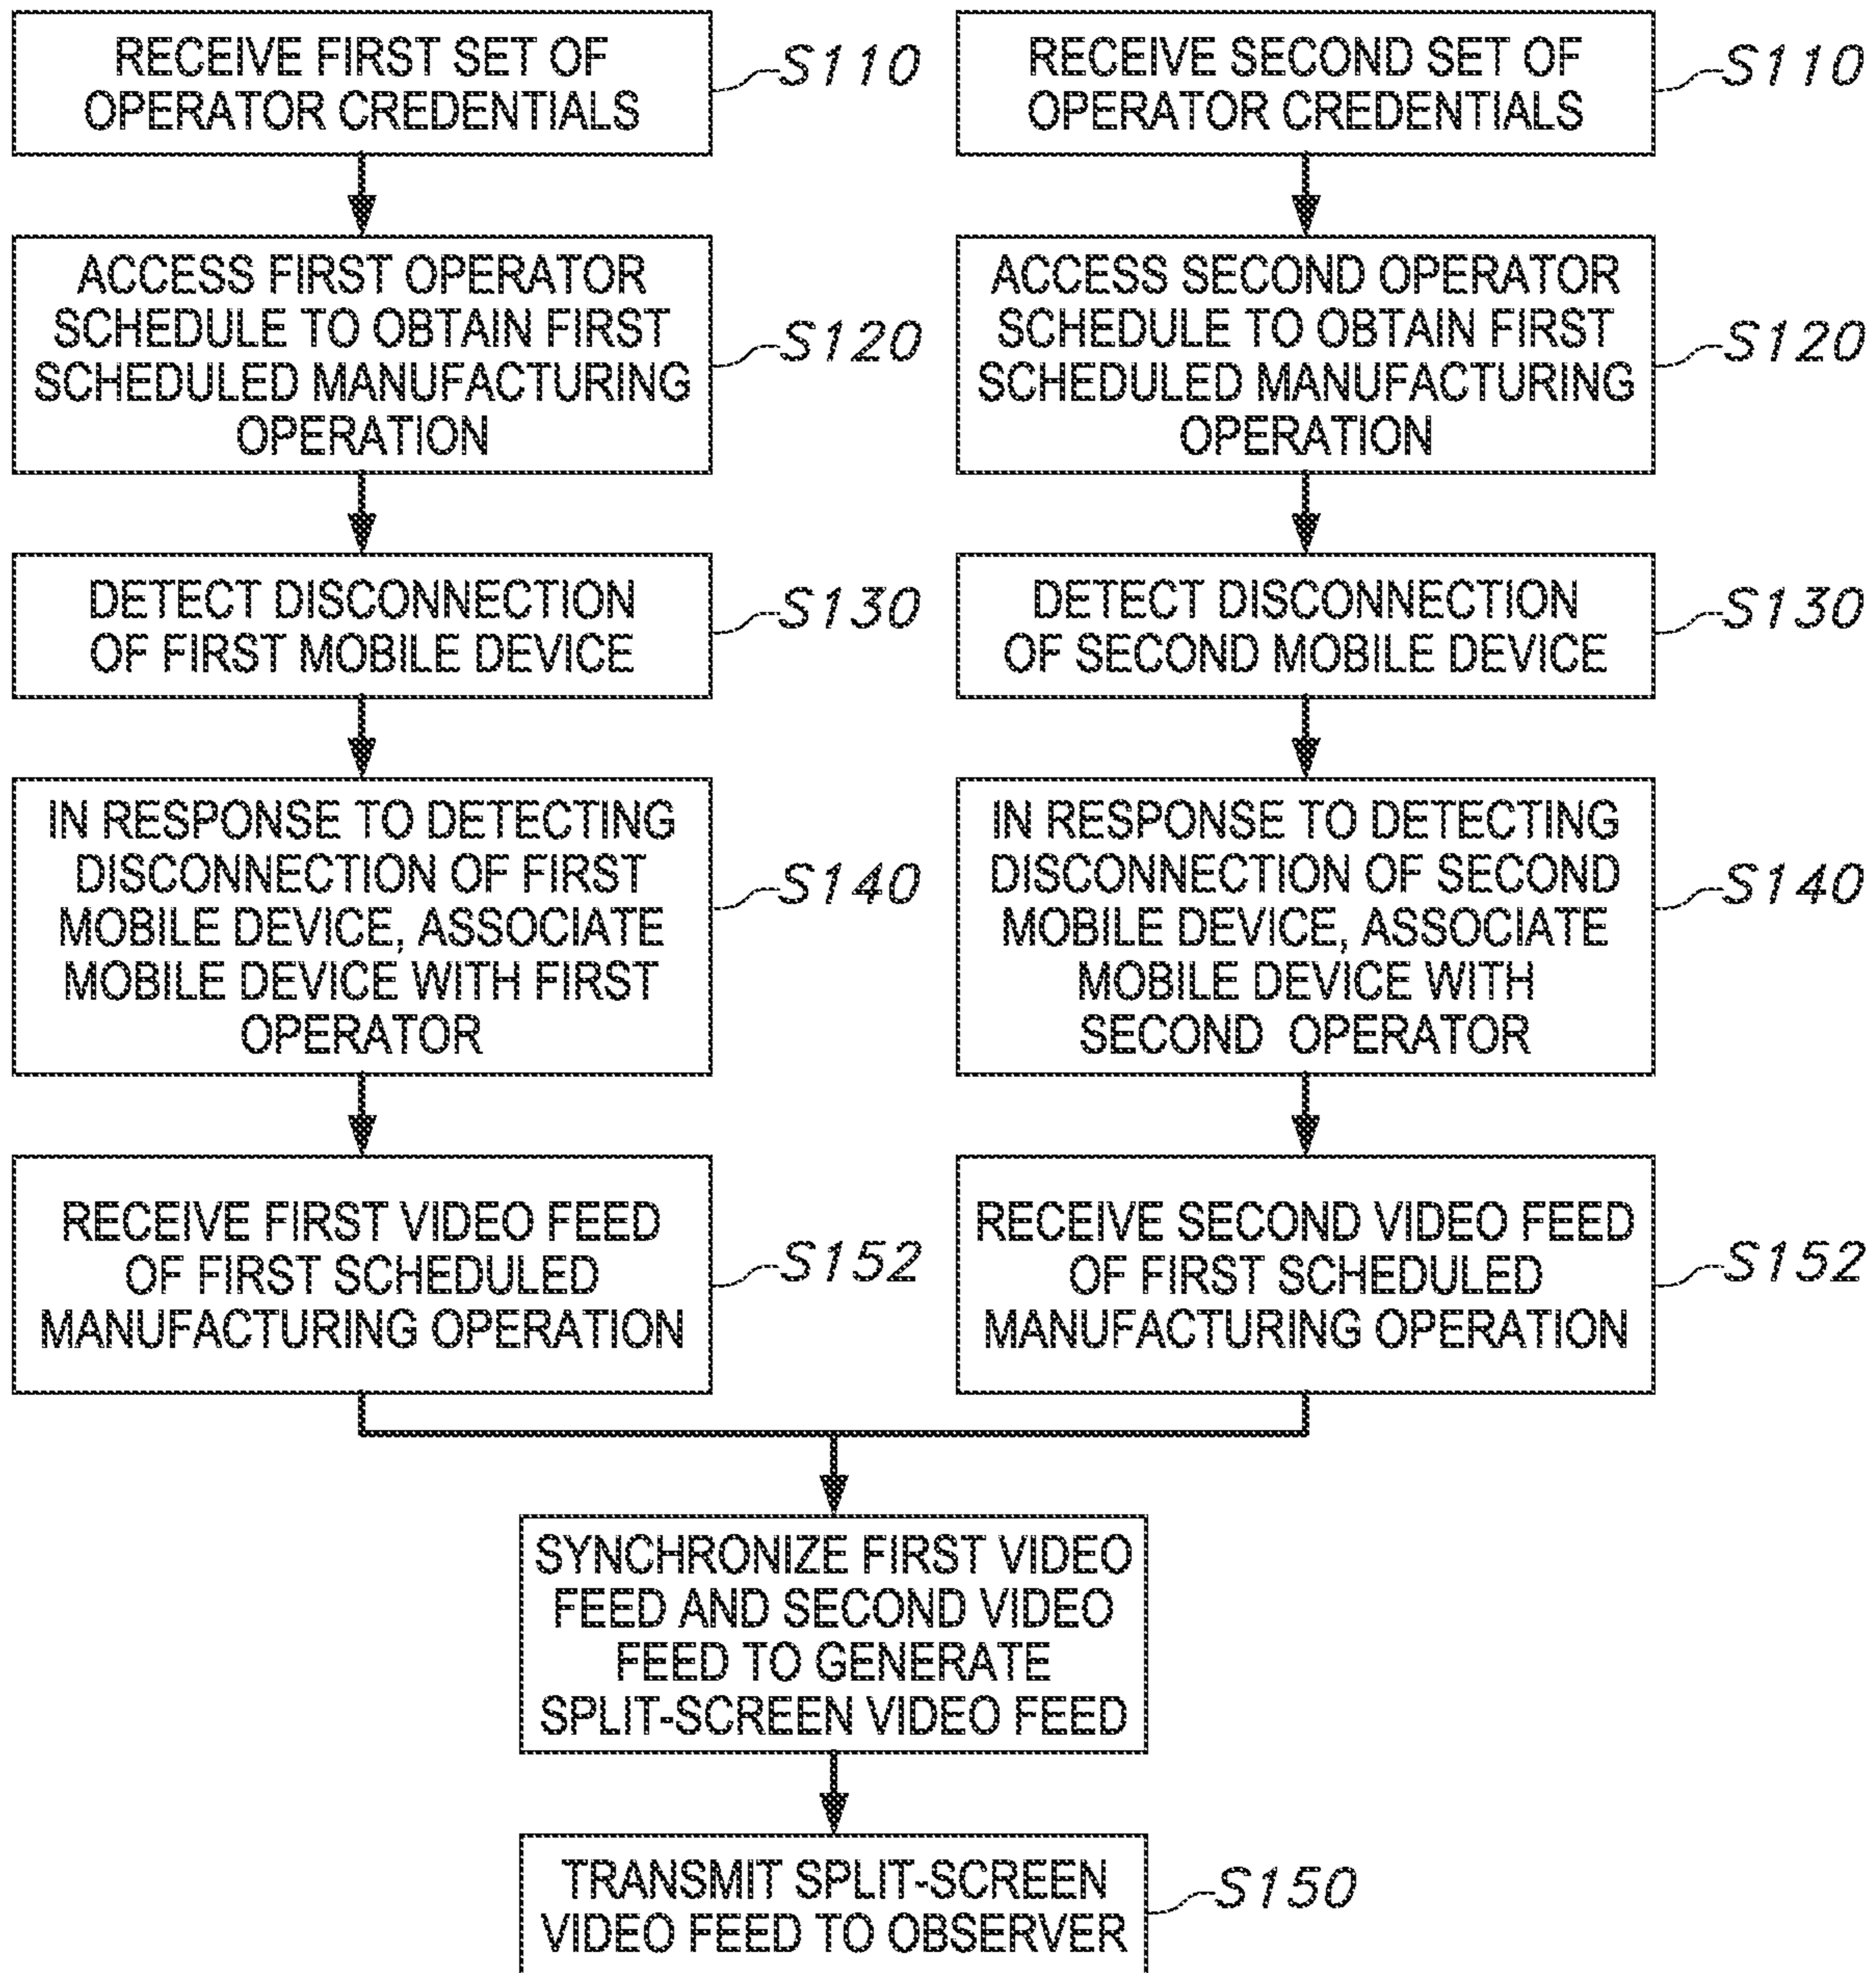 RECEIVE FIRST SET OF
OPERATOR CREDENTIALS
S110
ACCESS FIRST OPERATOR
SCHEDULE TO OBTAIN FIRST
SCHEDULED MANUFACTURING
OPERATION
S120
DETECT DISCONNECTION
OF FIRST MOBILE DEVICE
S130
IN RESPONSE TO DETECTING
DISCONNECTION OF FIRST
MOBILE DEVICE, ASSOCIATE
MOBILE DEVICE WITH FIRST
OPERATOR
S140
RECEIVE FIRST VIDEO FEED
OF FIRST SCHEDULED
MANUFACTURING OPERATION
S152
RECEIVE SECOND SET OF
OPERATOR CREDENTIALS
S110
ACCESS SECOND OPERATOR
SCHEDULE TO OBTAIN FIRST
SCHEDULED MANUFACTURING
OPERATION
S120
DETECT DISCONNECTION
OF SECOND MOBILE DEVICE
S130
IN RESPONSE TO DETECTING
DISCONNECTION OF SECOND
MOBILE DEVICE, ASSOCIATE
MOBILE DEVICE WITH
SECOND OPERATOR
S140
RECEIVE SECOND VIDEO FEED
OF FIRST SCHEDULED
MANUFACTURING OPERATION
S152
SYNCHRONIZE FIRST VIDEO
FEED AND SECOND VIDEO
FEED TO GENERATE
SPLIT-SCREEN VIDEO FEED
TRANSMIT SPLIT-SCREEN
VIDEO FEED TO OBSERVER
S150